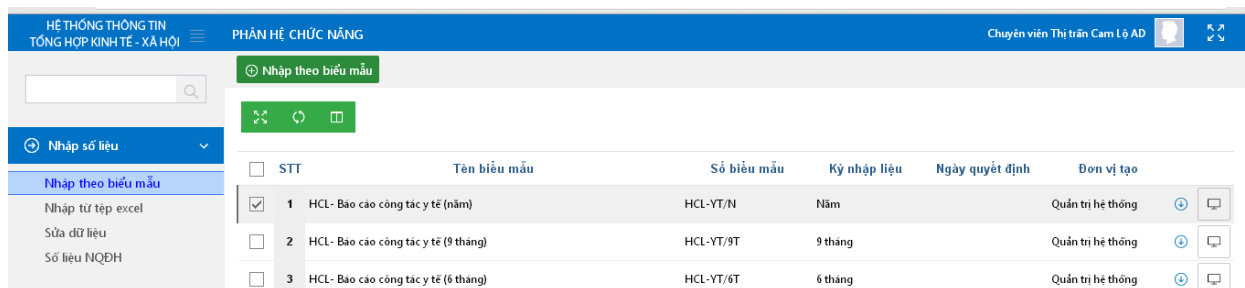 HỆ THỐNG THÔNG TIN
TỔNG HỢP KINH TẾ - XÃ HỘI
PHÂN HỆ CHỨC NĂNG
Chuyên viên Thị trấn Cam Lộ AD
Nhập theo biểu mẫu
Nhập số liệu
Nhập theo biểu mẫu
Nhập từ tệp excel
Sửa dữ liệu
Số liệu NQĐH
STT Tên biểu mẫu Số biểu mẫu Kỳ nhập liệu Ngày quyết định Đơn vị tạo
1 HCL- Báo cáo công tác y tế (năm) HCL-YT/N Năm Quản trị hệ thống
2 HCL- Báo cáo công tác y tế (9 tháng) HCL-YT/9T 9 tháng Quản trị hệ thống
3 HCL- Báo cáo công tác y tế (6 tháng) HCL-YT/6T 6 tháng Quản trị hệ thống